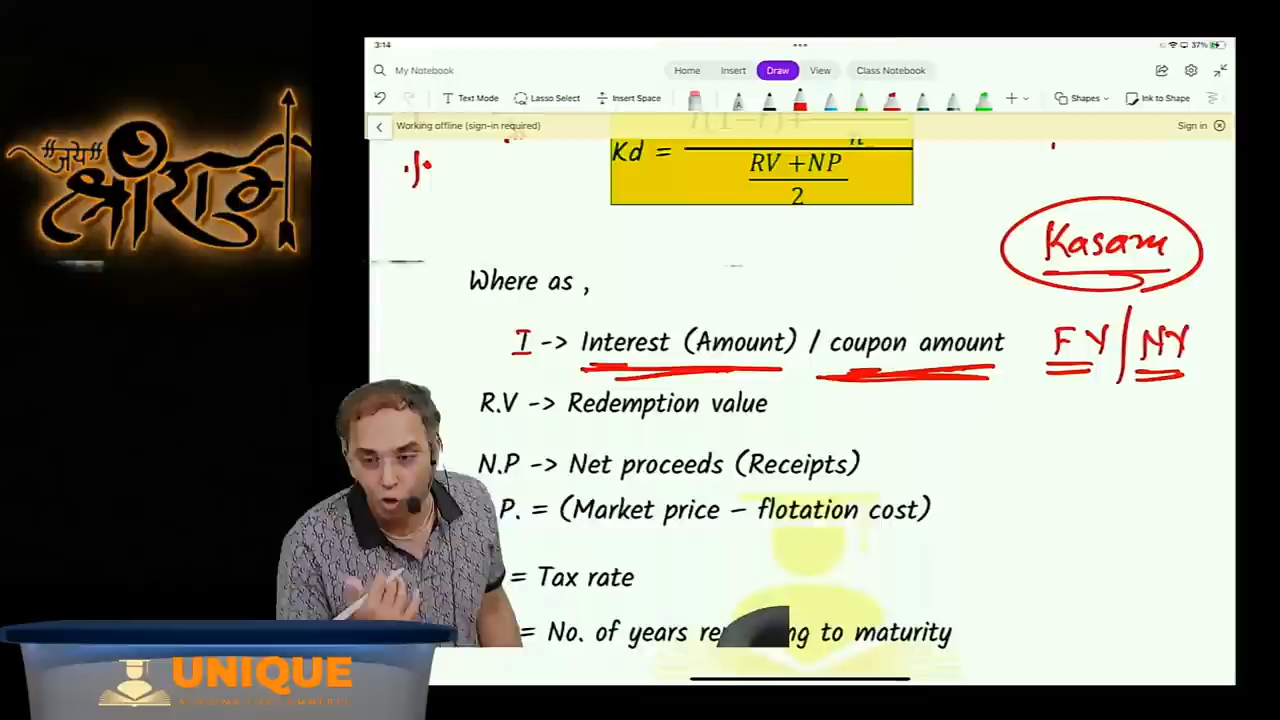 3:14
37%
My Notebook
Home Insert Draw View Class Notebook
Text Mode Lasso Select Insert Space Shapes Ink to Shape
Working offline (sign-in required) Sign in
n
Kd =
RV + NP
2
"जय"
श्री राम
Kasam
Where as ,
I -> Interest (Amount) / coupon amount FY / NY
R.V -> Redemption value
N.P -> Net proceeds (Receipts)
P. = (Market price – flotation cost)
= Tax rate
= No. of years re ng to maturity
UNIQUE